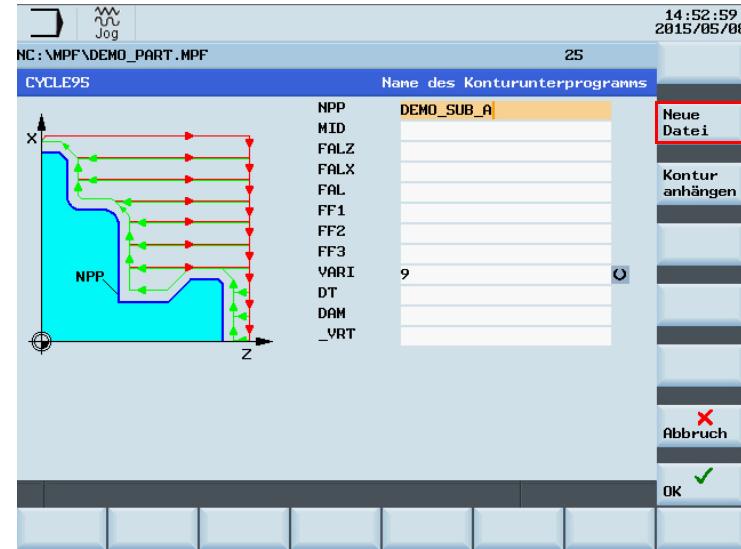 Jog
14:52:59
2015/05/08
NC:\MPF\DEMO_PART.MPF
25
CYCLE95
Name des Konturunterprogramms
NPP DEMO_SUB_A
MID
FALZ
FALX
FAL
FF1
FF2
FF3
VARI 9
DT
DAM
_VRT
X
NPP
Z
Neue
Datei
Kontur
anhängen
Abbruch
OK